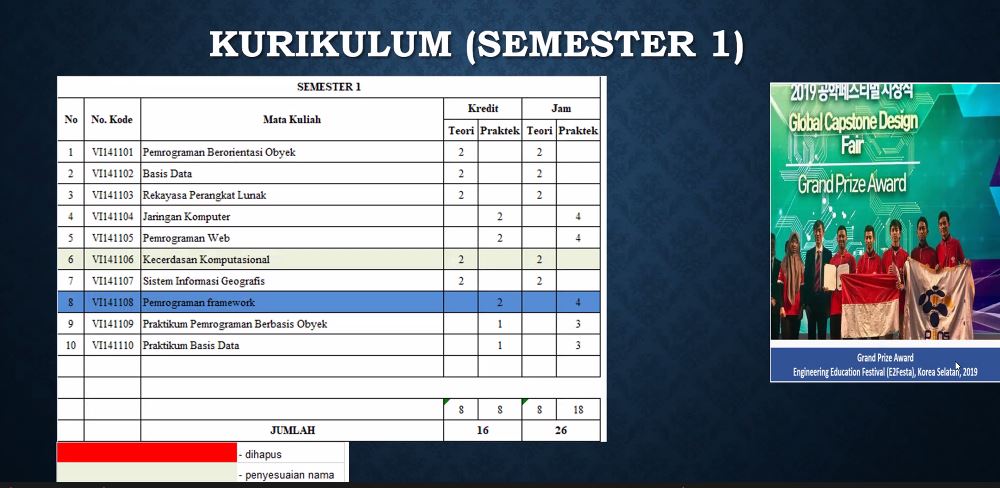 KURIKULUM (SEMESTER 1)
SEMESTER 1
No No. Kode Mata Kuliah Kredit Jam
Teori Praktek Teori Praktek
1 VI141101 Pemrograman Berorientasi Obyek 2 2
2 VI141102 Basis Data 2 2
3 VI141103 Rekayasa Perangkat Lunak 2 2
4 VI141104 Jaringan Komputer 2 4
5 VI141105 Pemrograman Web 2 4
6 VI141106 Kecerdasan Komputasional 2 2
7 VI141107 Sistem Informasi Geografis 2 2
8 VI141108 Pemrograman framework 2 4
9 VI141109 Praktikum Pemrograman Berbasis Obyek 1 3
10 VI141110 Praktikum Basis Data 1 3
8 8 8 18
JUMLAH 16 26
- dihapus
- penyesuaian nama
2019 공학페스티벌 시상식
Global Capstone Design
Fair
Grand Prize Award
Grand Prize Award
Engineering Education Festival (E2Festa), Korea Selatan, 2019